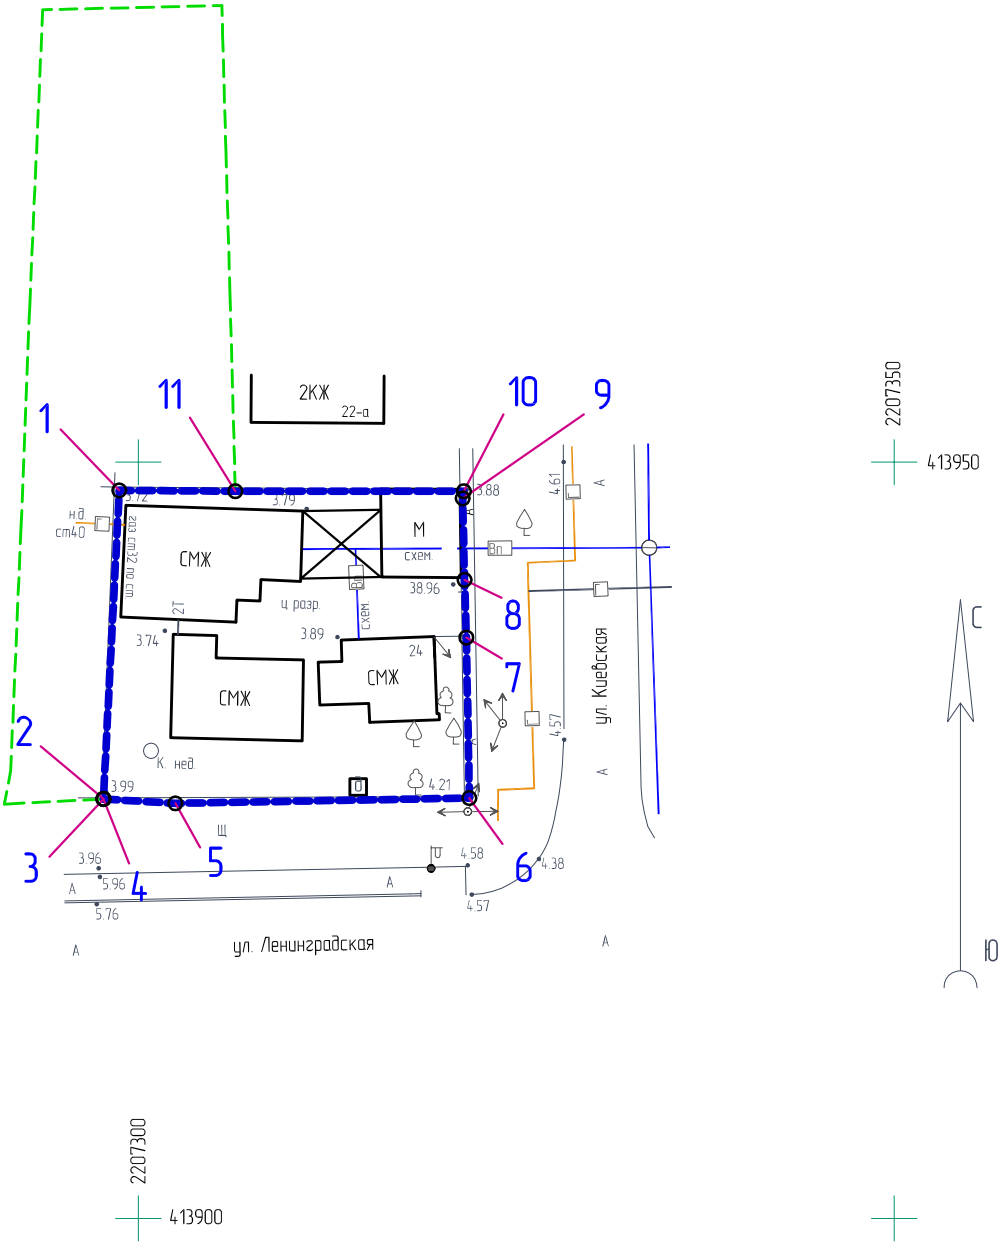 2207350
413950
10
9
11
1
2КЖ
22-а
4.61
А
3.72
3.79
3.88
н.д.
Г
ст40
газ ст32 по ст
М
схем.
Вп
Г
СМЖ
Вп
38.96
С
2Т
ц разр.
схем.
8
3.74
3.89
24
7
ул. Киевская
СМЖ
СМЖ
2
Г
4.57
К. нед.
3.99
4.21
А
Щ
3
4
5
6
3.96
5.96
А
А
4.58
4.38
4.57
5.76
А
ул. Ленинградская
А
Ю
2207300
413900